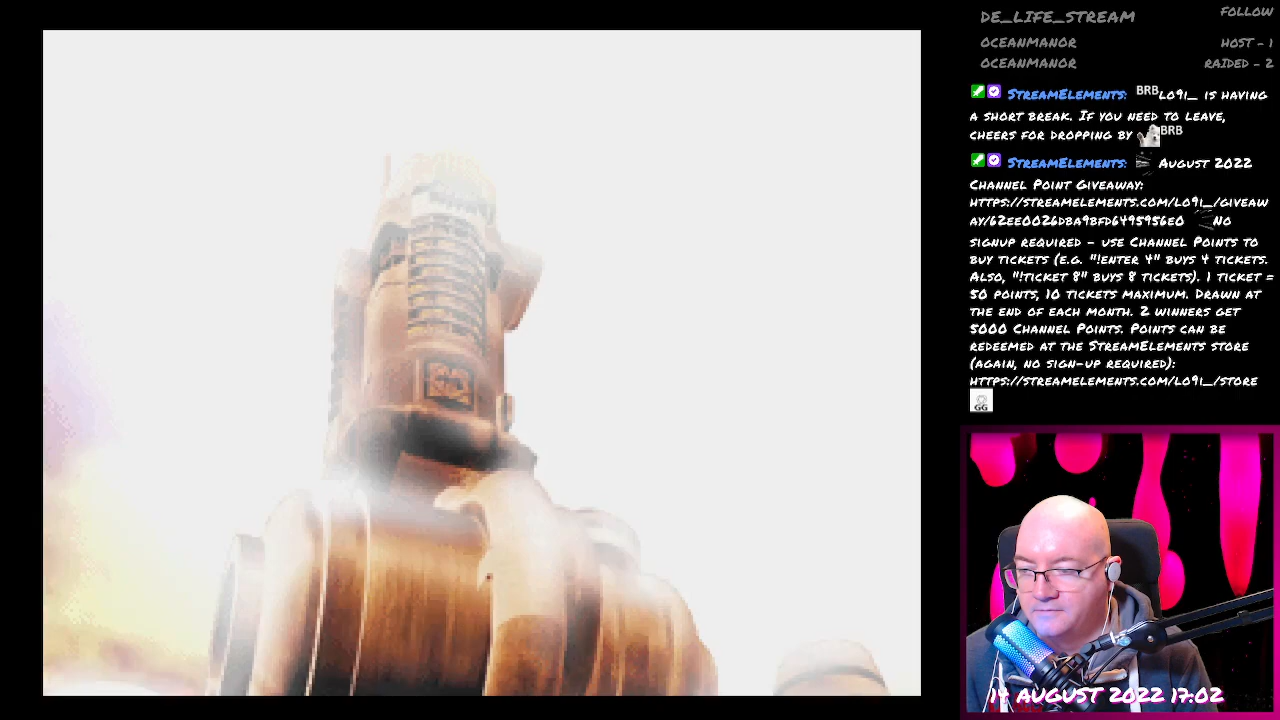 DE_LIFE_STREAM FOLLOW
OCEANMANOR HOST - 1
OCEANMANOR RAIDED - 2
StreamElements: BRB Lo91_ is having
a short break. If you need to leave,
cheers for dropping by BRB
StreamElements: August 2022
Channel Point Giveaway:
https://streamelements.com/lo91_/giveaw
ay/62ee0026dba9bfd6495956e0 No
signup required - use Channel Points to
buy tickets (e.g. "!enter 4" buys 4 tickets.
Also, "!ticket 8" buys 8 tickets). 1 ticket =
50 points, 10 tickets maximum. Drawn at
the end of each month. 2 winners get
5000 Channel Points. Points can be
redeemed at the StreamElements store
(again, no sign-up required):
https://streamelements.com/lo91_/store
GG
B
14 August 2022 17:02